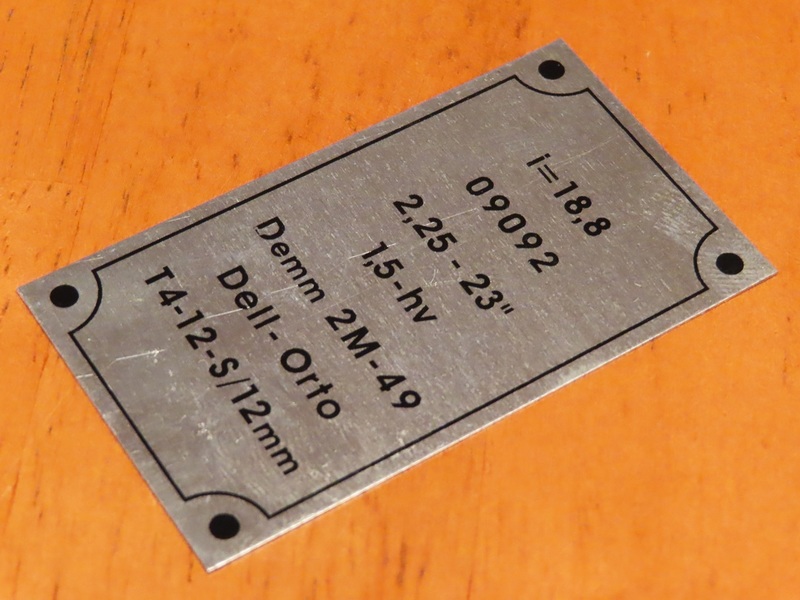 i=18,8
09092
2,25 - 23"
1,5-hv
Demm 2M-49
Dell-Orto
T4-12-S/12mm